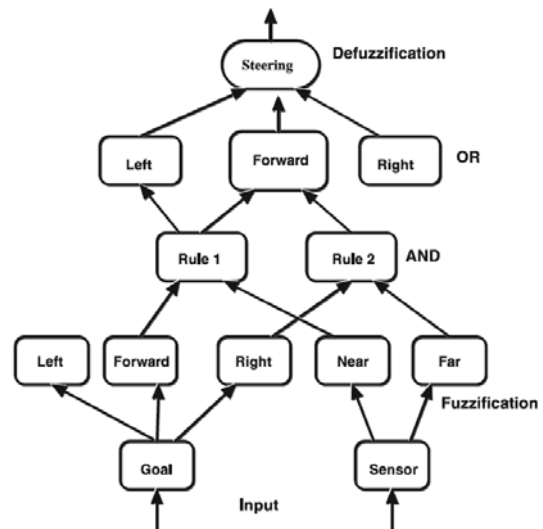 Defuzzification
Steering
Left
Forward
Right
OR
Rule 1
Rule 2
AND
Left
Forward
Right
Near
Far
Fuzzification
Goal
Sensor
Input